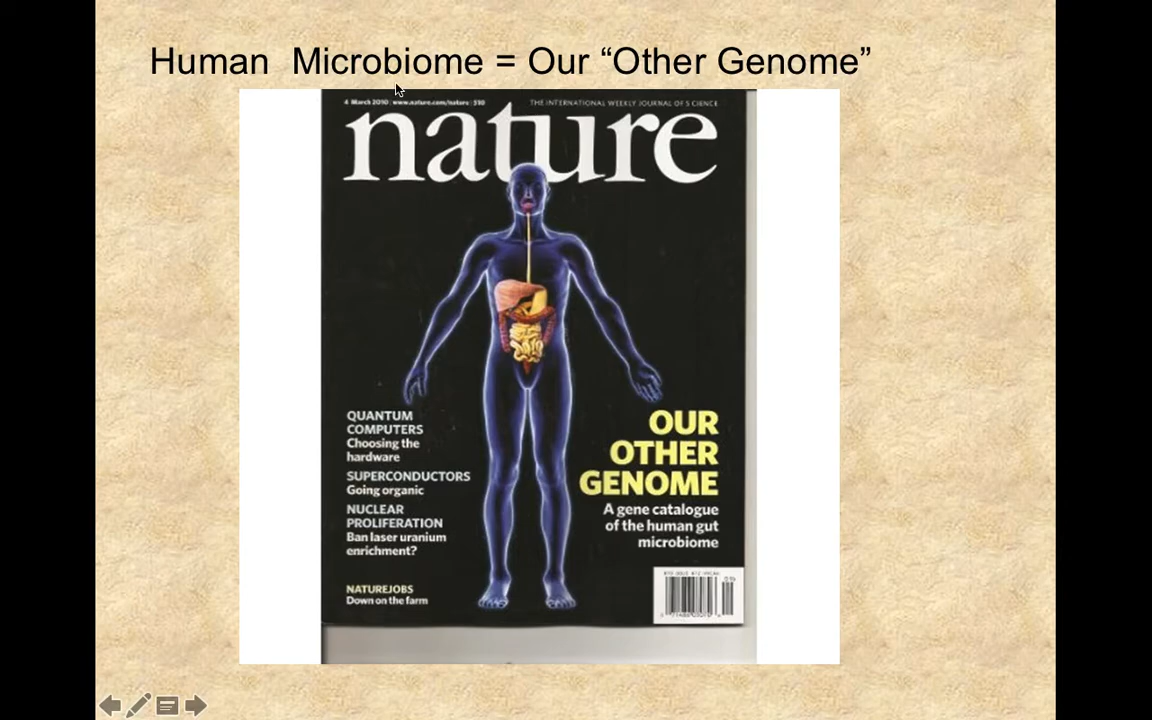 Human  Microbiome = Our “Other Genome”
4 March 2010 | www.nature.com/nature | $10
THE INTERNATIONAL WEEKLY JOURNAL OF SCIENCE
nature
QUANTUM
COMPUTERS
Choosing the
hardware
SUPERCONDUCTORS
Going organic
NUCLEAR
PROLIFERATION
Ban laser uranium
enrichment?
NATUREJOBS
Down on the farm
OUR
OTHER
GENOME
A gene catalogue
of the human gut
microbiome